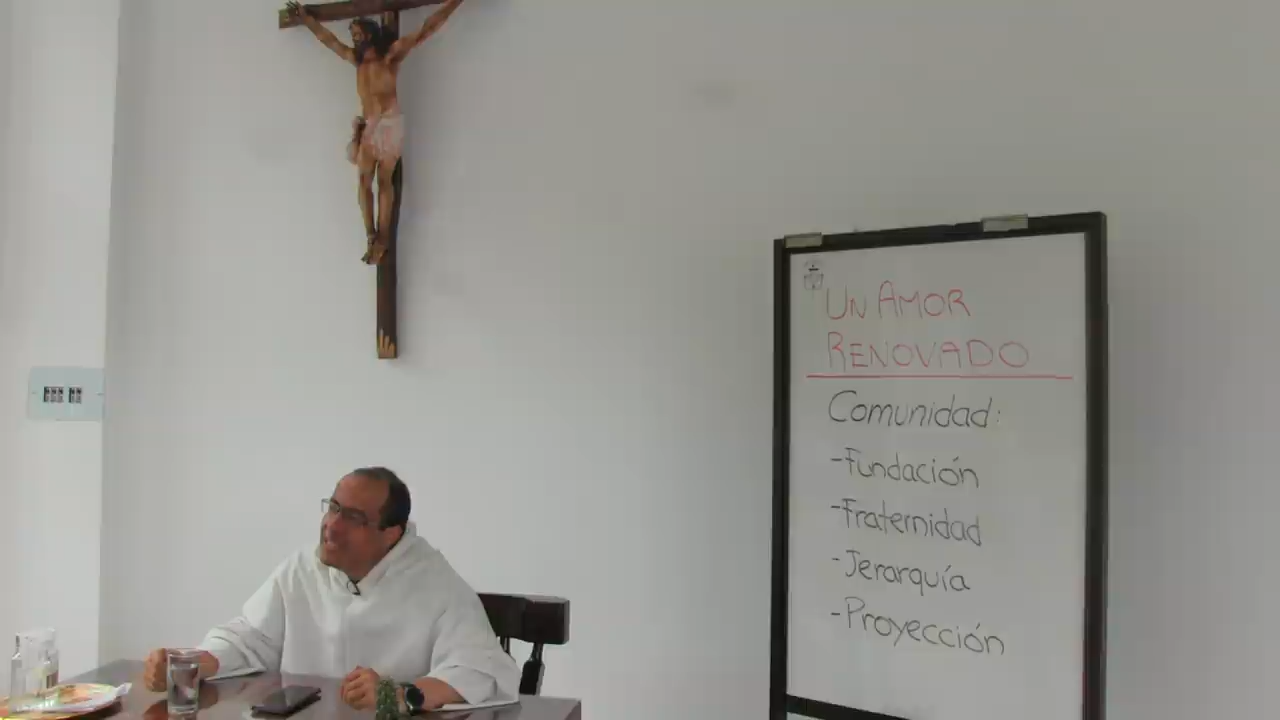 UN AMOR
RENOVADO
Comunidad:
-Fundación
-Fraternidad
-Jerarquía
-Proyección